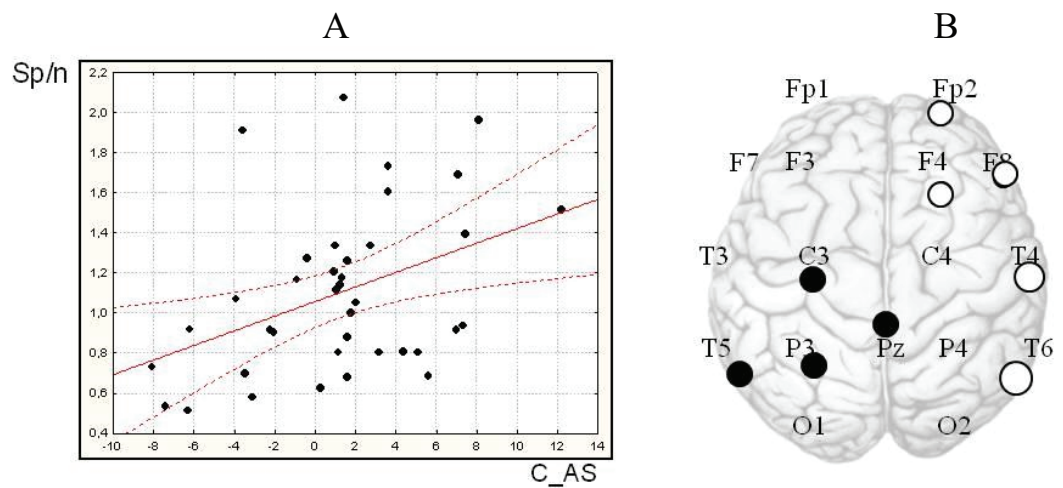 A
B
Sp/n
2,2
2,0
1,8
1,6
1,4
1,2
1,0
0,8
0,6
0,4
-10 -8 -6 -4 -2 0 2 4 6 8 10 12 14
C_AS
Fp1 Fp2
F7 F3 F4 F8
T3 C3 C4 T4
T5 P3 Pz P4 T6
O1 O2